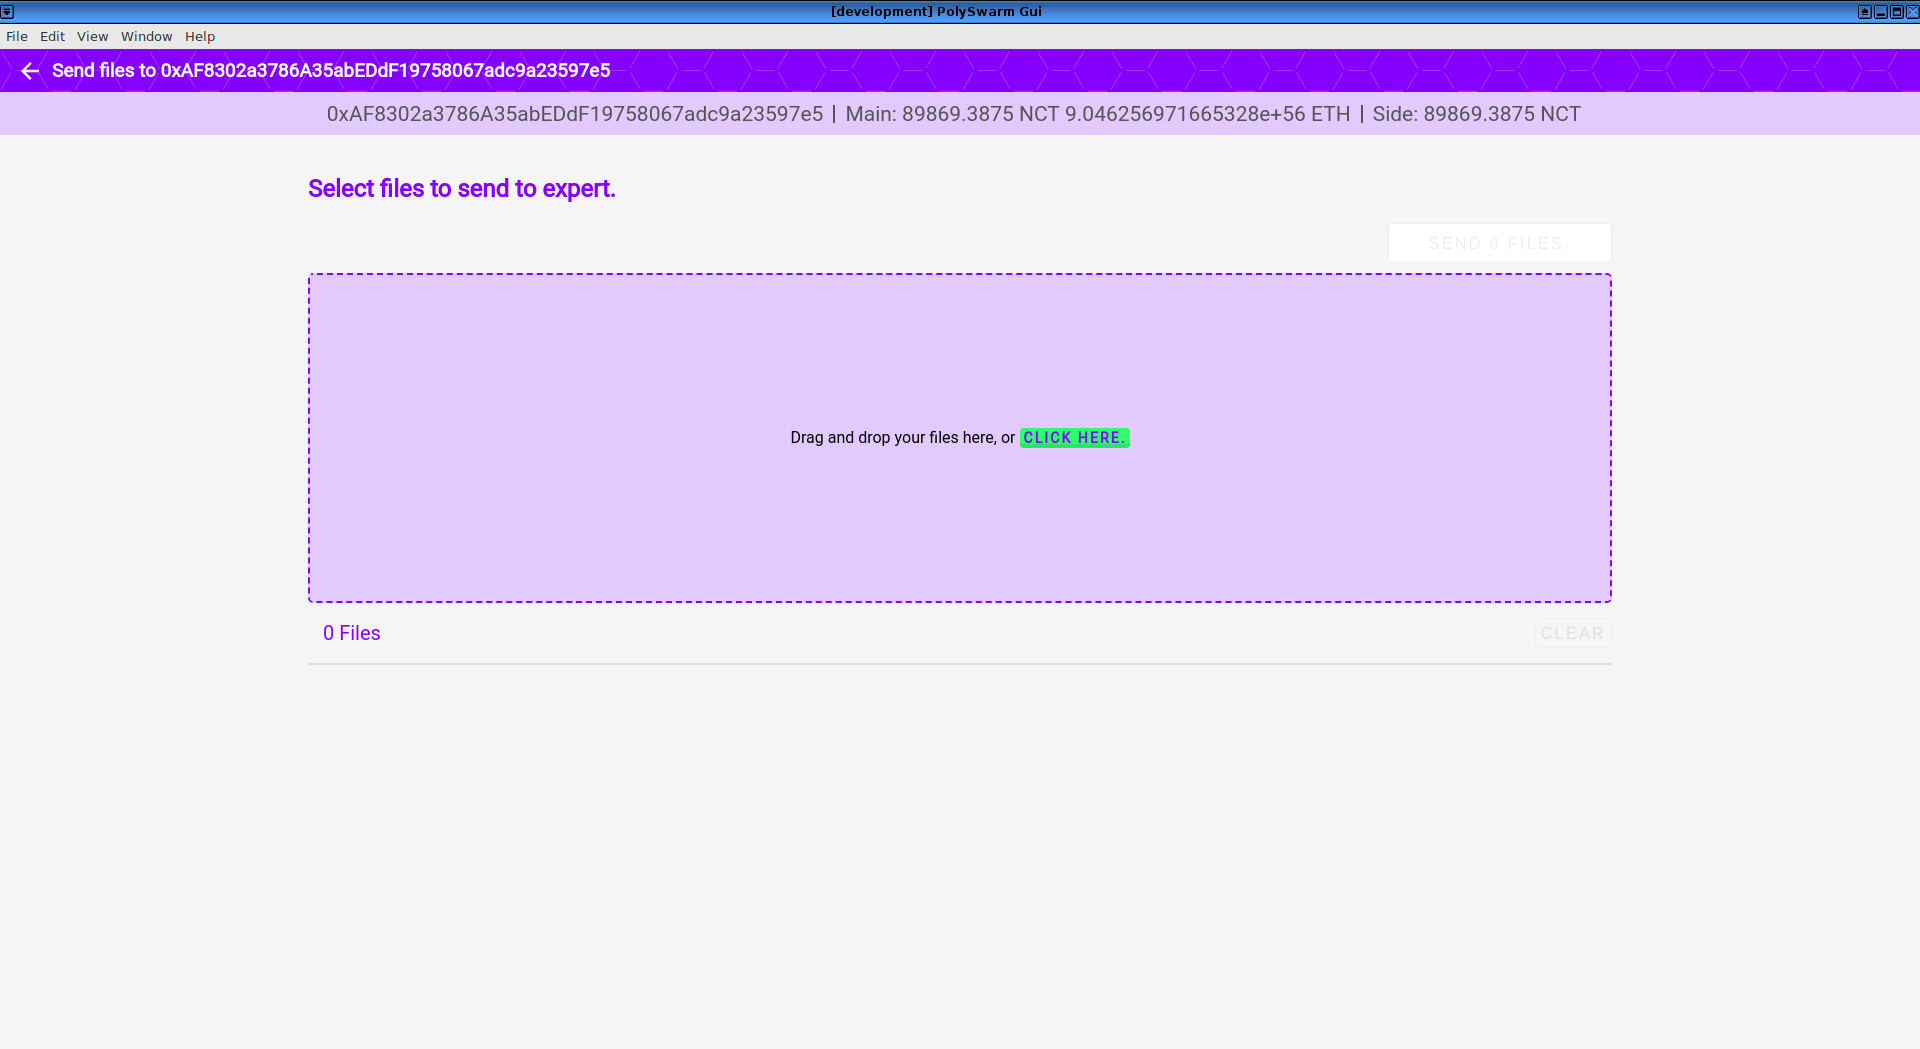 [development] PolySwarm Gui
File Edit View Window Help
Send files to 0xAF8302a3786A35abEDdF19758067adc9a23597e5
0xAF8302a3786A35abEDdF19758067adc9a23597e5 | Main: 89869.3875 NCT 9.046256971665328e+56 ETH | Side: 89869.3875 NCT
Select files to send to expert.
SEND 0 FILES.
Drag and drop your files here, or CLICK HERE.
0 Files CLEAR